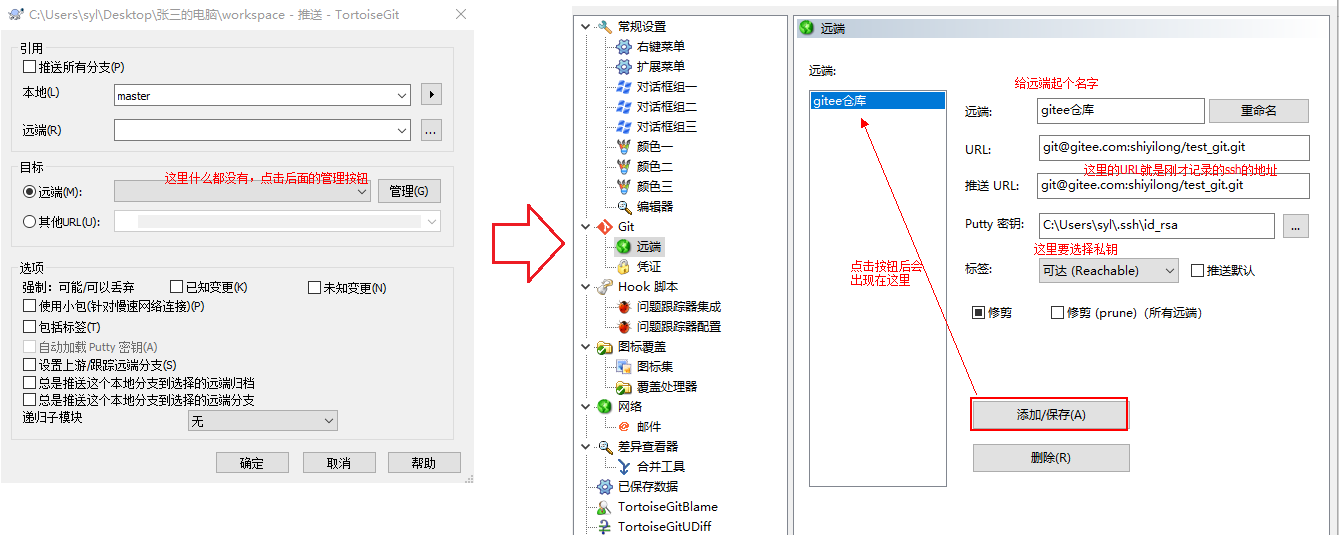 C:\Users\syl\Desktop\张三的电脑\workspace - 推送 - TortoiseGit
引用
推送所有分支(P)
本地(L)
master
远端(R)
...
目标
这里什么都没有，点击后面的管理按钮
远端(M):
管理(G)
其他URL(U):
选项
强制：可能/可以丢弃
已知变更(K)
未知变更(N)
使用小包(针对慢速网络连接)(P)
包括标签(T)
自动加载 Putty 密钥(A)
设置上游/跟踪远端分支(S)
总是推送这个本地分支到选择的远端归档
总是推送这个本地分支到选择的远端分支
递归子模块
无
确定
取消
帮助
常规设置
右键菜单
扩展菜单
对话框组一
对话框组二
对话框组三
颜色一
颜色二
颜色三
编辑器
Git
远端
凭证
Hook 脚本
问题跟踪器集成
问题跟踪器配置
图标覆盖
图标集
覆盖处理器
网络
邮件
差异查看器
合并工具
已保存数据
TortoiseGitBlame
TortoiseGitUDiff
远端
远端:
gitee仓库
给远端起个名字
远端:
gitee仓库
重命名
URL:
git@gitee.com:shiyilong/test_git.git
这里的URL就是刚才记录的ssh的地址
推送 URL:
git@gitee.com:shiyilong/test_git.git
Putty 密钥:
C:\Users\syl\.ssh\id_rsa
...
这里要选择私钥
标签:
可达 (Reachable)
推送默认
点击按钮后会
出现在这里
修剪
修剪 (prune)（所有远端）
添加/保存(A)
删除(R)